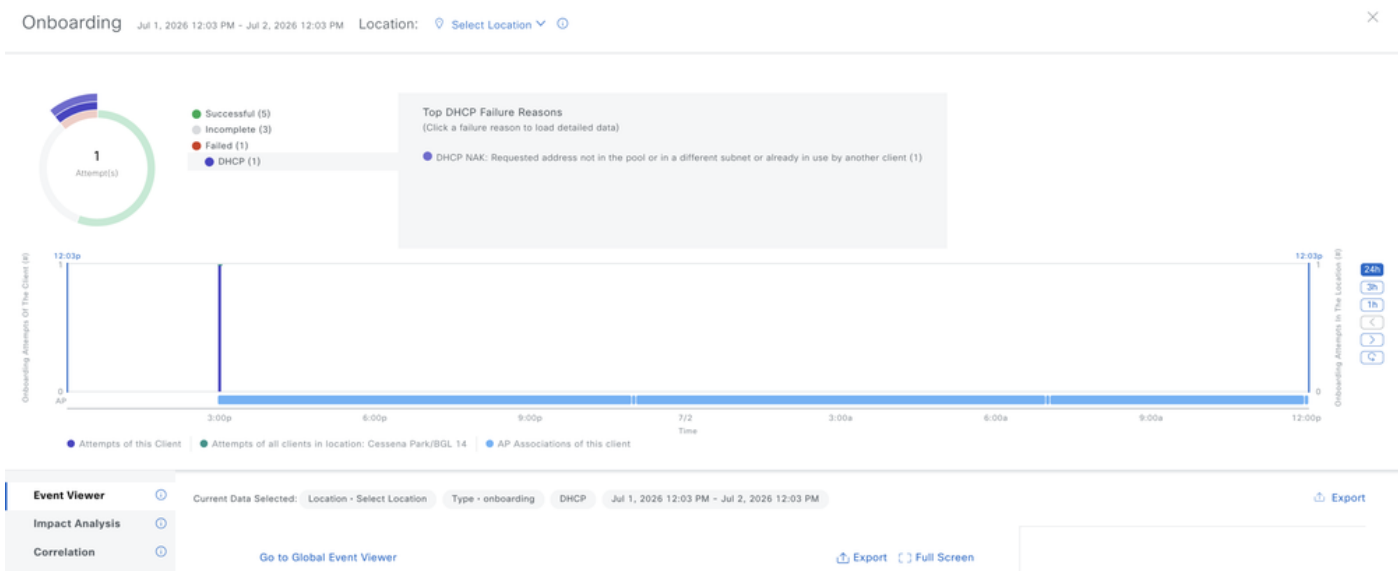 Onboarding Jul 1, 2026 12:03 PM - Jul 2, 2026 12:03 PM Location: Select Location
Successful (5)
Incomplete (3)
Failed (1)
DHCP (1)
1
Attempt(s)
Top DHCP Failure Reasons
(Click a failure reason to load detailed data)
DHCP NAK: Requested address not in the pool or in a different subnet or already in use by another client (1)
Onboarding Attempts Of The Client (#)
12:03p
12:03p
1
1
0
0
AP
Onboarding Attempts In The Location (#)
24h
3h
1h
3:00p 6:00p 9:00p 7/2 3:00a 6:00a 9:00a 12:00p
Time
Attempts of this Client Attempts of all clients in location: Cessena Park/BGL 14 AP Associations of this client
Event Viewer
Impact Analysis
Correlation
Current Data Selected: Location - Select Location Type - onboarding DHCP Jul 1, 2026 12:03 PM - Jul 2, 2026 12:03 PM
Export
Go to Global Event Viewer Export Full Screen